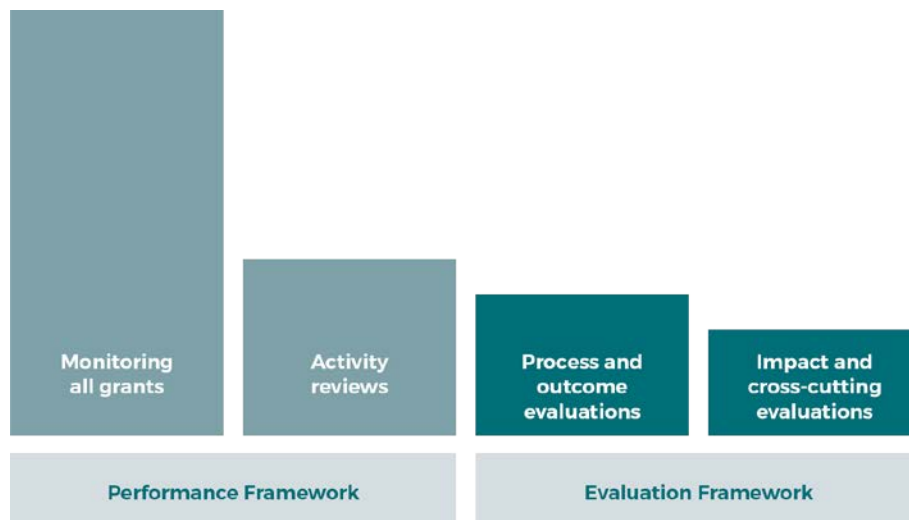 Monitoring
all grants
Activity
reviews
Process and
outcome
evaluations
Impact and
cross-cutting
evaluations
Performance Framework
Evaluation Framework